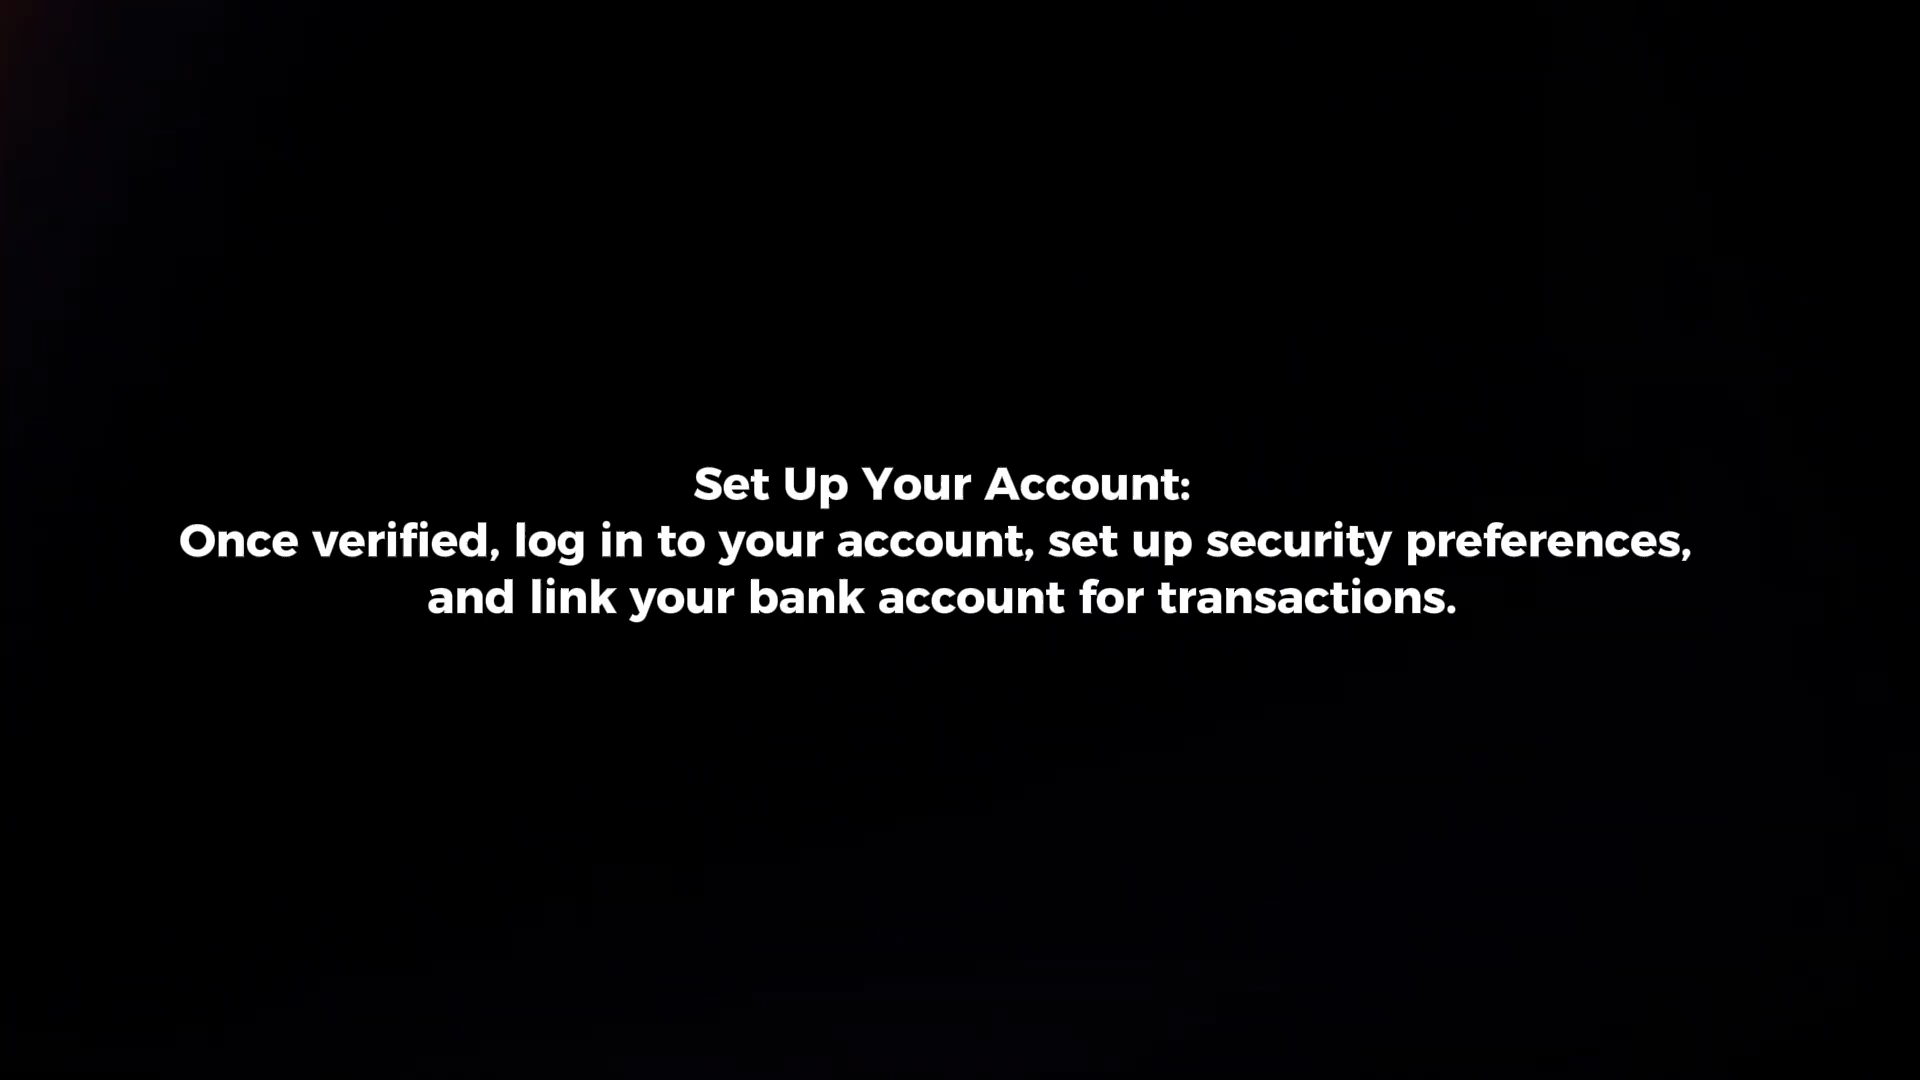 Set Up Your Account:
Once verified, log in to your account, set up security preferences,
and link your bank account for transactions.